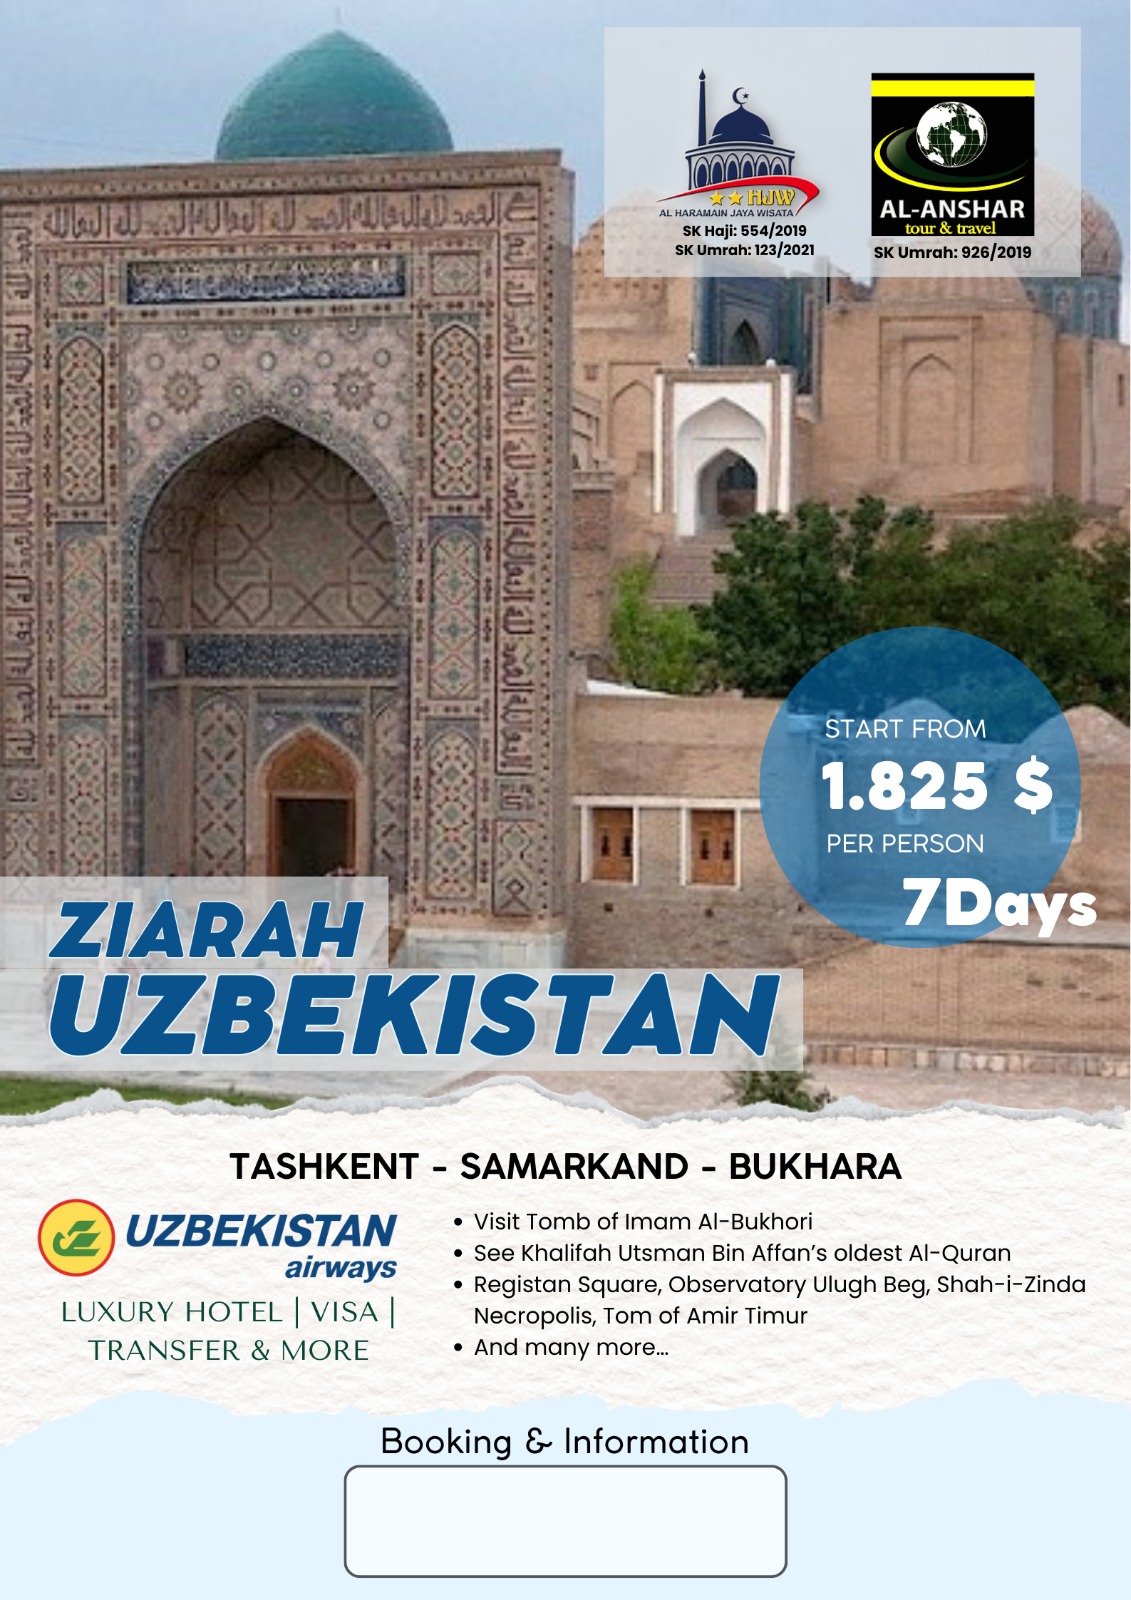 HJW
AL HARAMAIN JAYA WISATA
SK Haji: 554/2019
SK Umrah: 123/2021
AL-ANSHAR
tour & travel
SK Umrah: 926/2019
START FROM
1.825 $
PER PERSON
7Days
ZIARAH
UZBEKISTAN
TASHKENT - SAMARKAND - BUKHARA
UZBEKISTAN
airways
LUXURY HOTEL | VISA |
TRANSFER & MORE
• Visit Tomb of Imam Al-Bukhori
• See Khalifah Utsman Bin Affan's oldest Al-Quran
• Registan Square, Observatory Ulugh Beg, Shah-i-Zinda
Necropolis, Tom of Amir Timur
• And many more...
Booking & Information